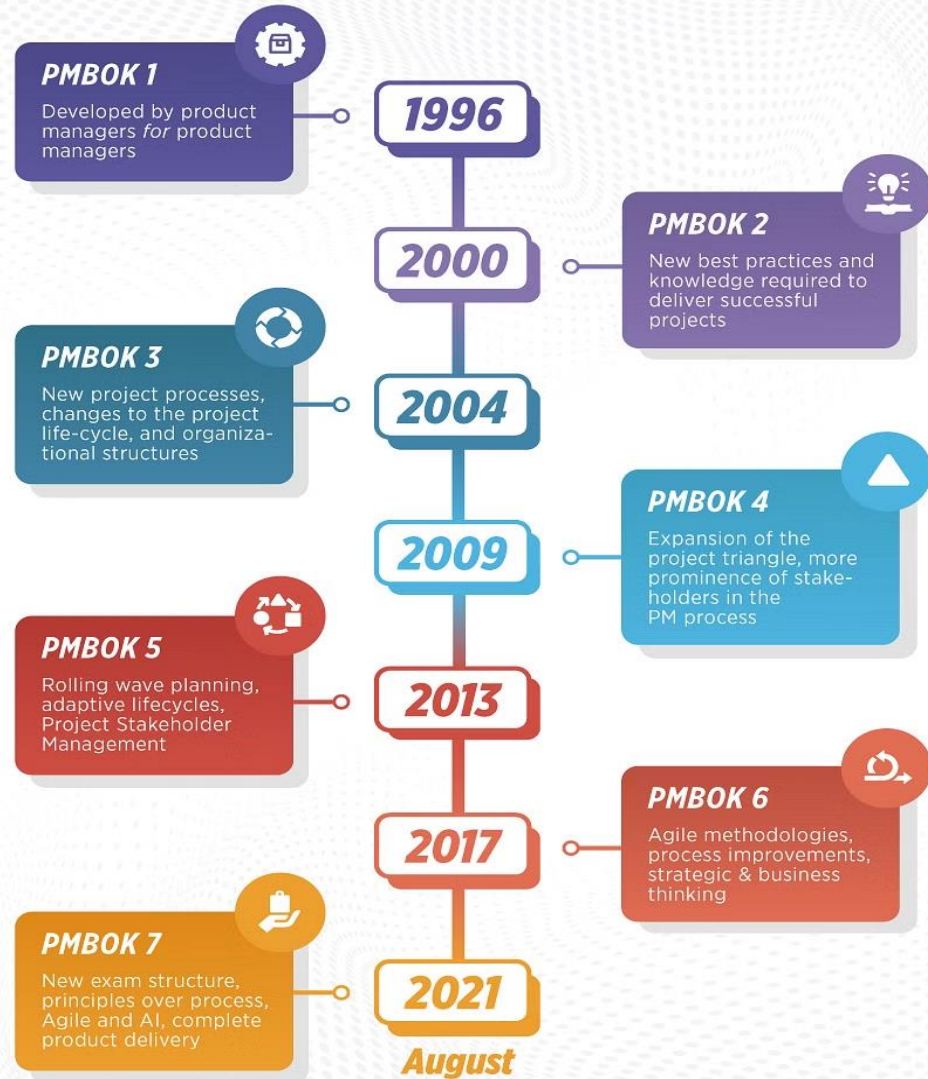 PMBOK 1
Developed by product
managers for product
managers
1996
PMBOK 2
New best practices and
knowledge required to
deliver successful
projects
2000
PMBOK 3
New project processes,
changes to the project
life-cycle, and organiza-
tional structures
2004
PMBOK 4
Expansion of the
project triangle, more
prominence of stake-
holders in the
PM process
2009
PMBOK 5
Rolling wave planning,
adaptive lifecycles,
Project Stakeholder
Management
2013
PMBOK 6
Agile methodologies,
process improvements,
strategic & business
thinking
2017
PMBOK 7
New exam structure,
principles over process,
Agile and AI, complete
product delivery
2021
August